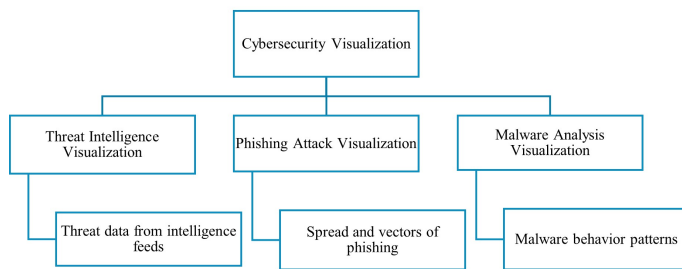 Cybersecurity Visualization
Threat Intelligence
Visualization
Phishing Attack Visualization
Malware Analysis
Visualization
Threat data from intelligence
feeds
Spread and vectors of
phishing
Malware behavior patterns